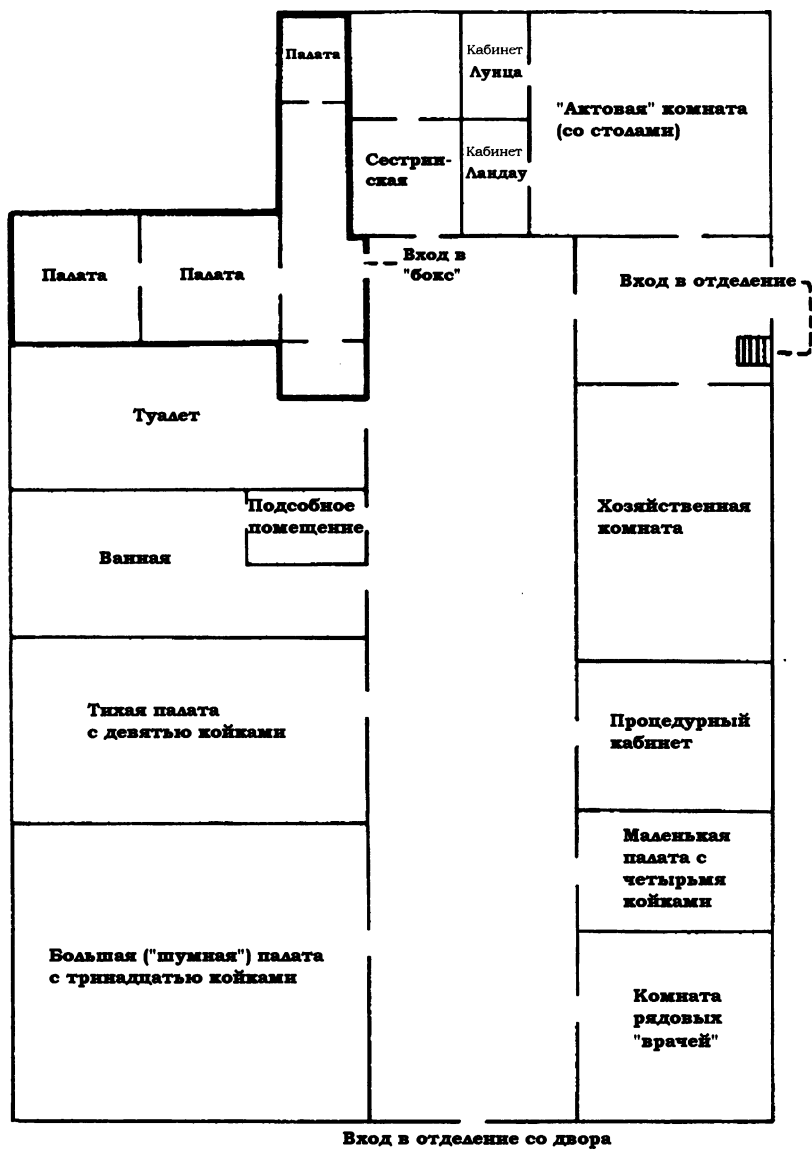 Палата
Кабинет
Лунца
"Актовая" комната
(со столами)
Сестрин-
ская
Кабинет
Ландау
Палата
Палата
Вход в
"бокс"
Вход в отделение
Туалет
Подсобное
помещение
Хозяйственная
комната
Ванная
Тихая палата
с девятью койками
Процедурный
кабинет
Маленькая
палата с
четырьмя
койками
Большая ("шумная") палата
с тринадцатью койками
Комната
рядовых
"врачей"
Вход в отделение со двора